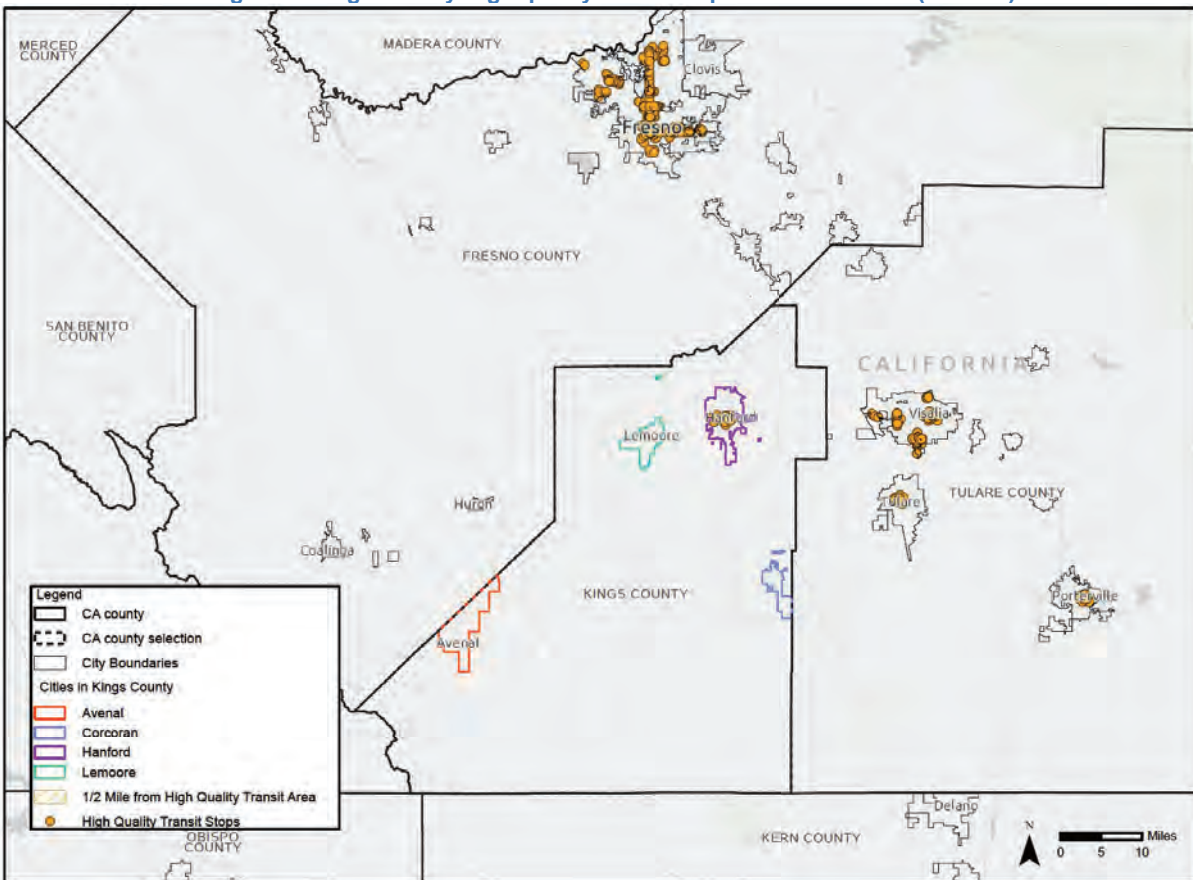 MERCED
COUNTY
MADERA COUNTY
Clovis
Fresno
FRESNO COUNTY
SAN BENITO
COUNTY
CALIFORNIA
Hanford
Visalia
Lemoore
TULARE COUNTY
Huron
Coalinga
KINGS COUNTY
Porterville
Avenal
Legend
CA county
CA county selection
City Boundaries
Cities in Kings County
Avenal
Corcoran
Hanford
Lemoore
1/2 Mile from High Quality Transit Area
High Quality Transit Stops
OBISPO
COUNTY
KERN COUNTY
Delano
N
Miles
0 5 10